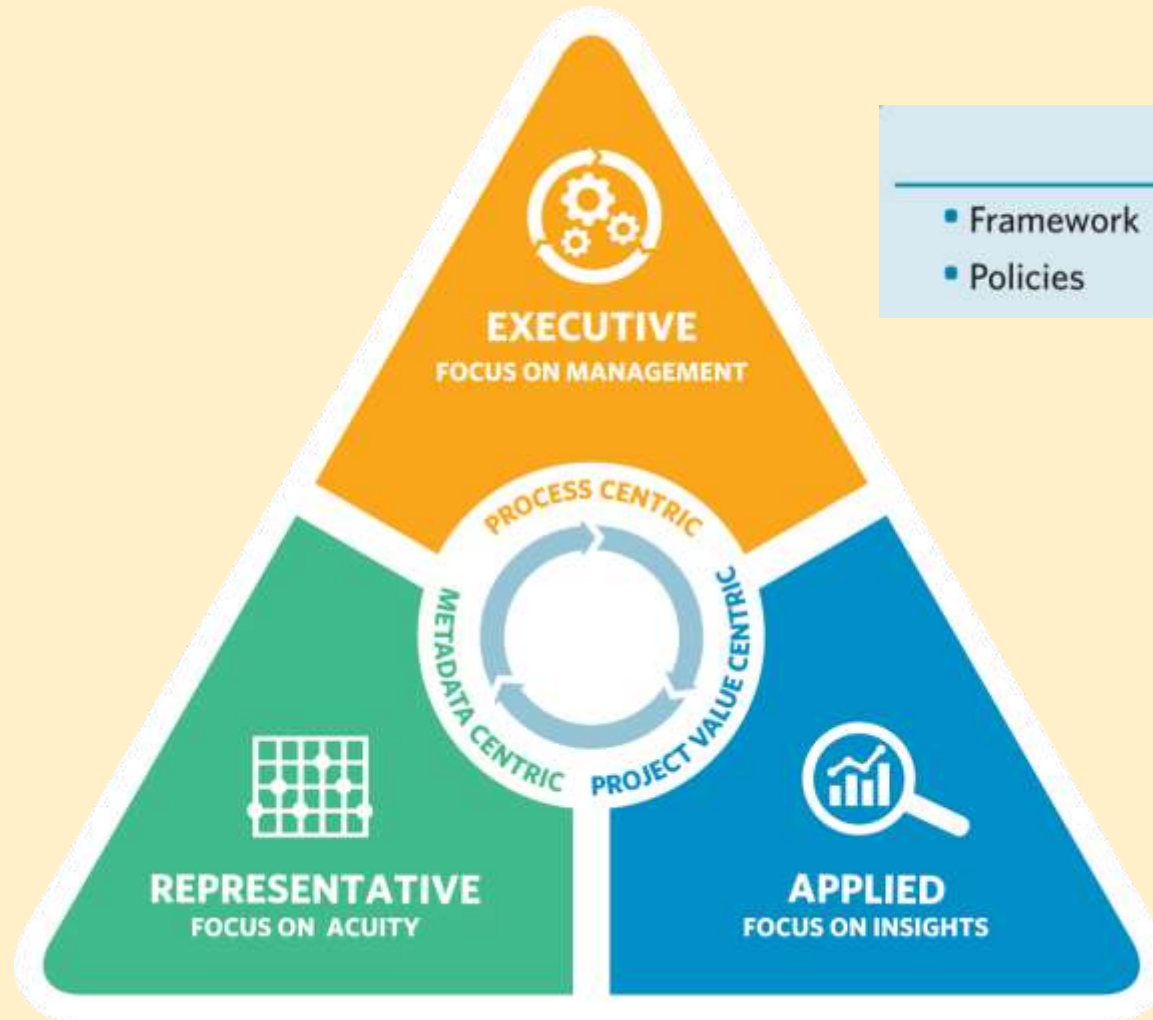 EXECUTIVE
FOCUS ON MANAGEMENT
Framework
Policies
PROCESS CENTRIC
METADATA CENTRIC
PROJECT VALUE CENTRIC
REPRESENTATIVE
FOCUS ON ACUITY
APPLIED
FOCUS ON INSIGHTS